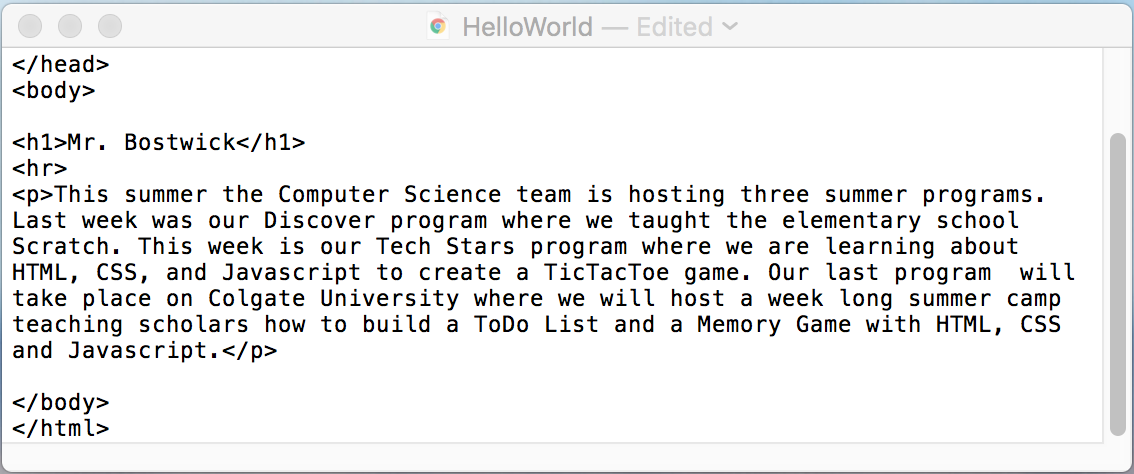 HelloWorld — Edited
</head>
<body>
<h1>Mr. Bostwick</h1>
<hr>
<p>This summer the Computer Science team is hosting three summer programs.
Last week was our Discover program where we taught the elementary school
Scratch. This week is our Tech Stars program where we are learning about
HTML, CSS, and Javascript to create a TicTacToe game. Our last program  will
take place on Colgate University where we will host a week long summer camp
teaching scholars how to build a ToDo List and a Memory Game with HTML, CSS
and Javascript.</p>
</body>
</html>